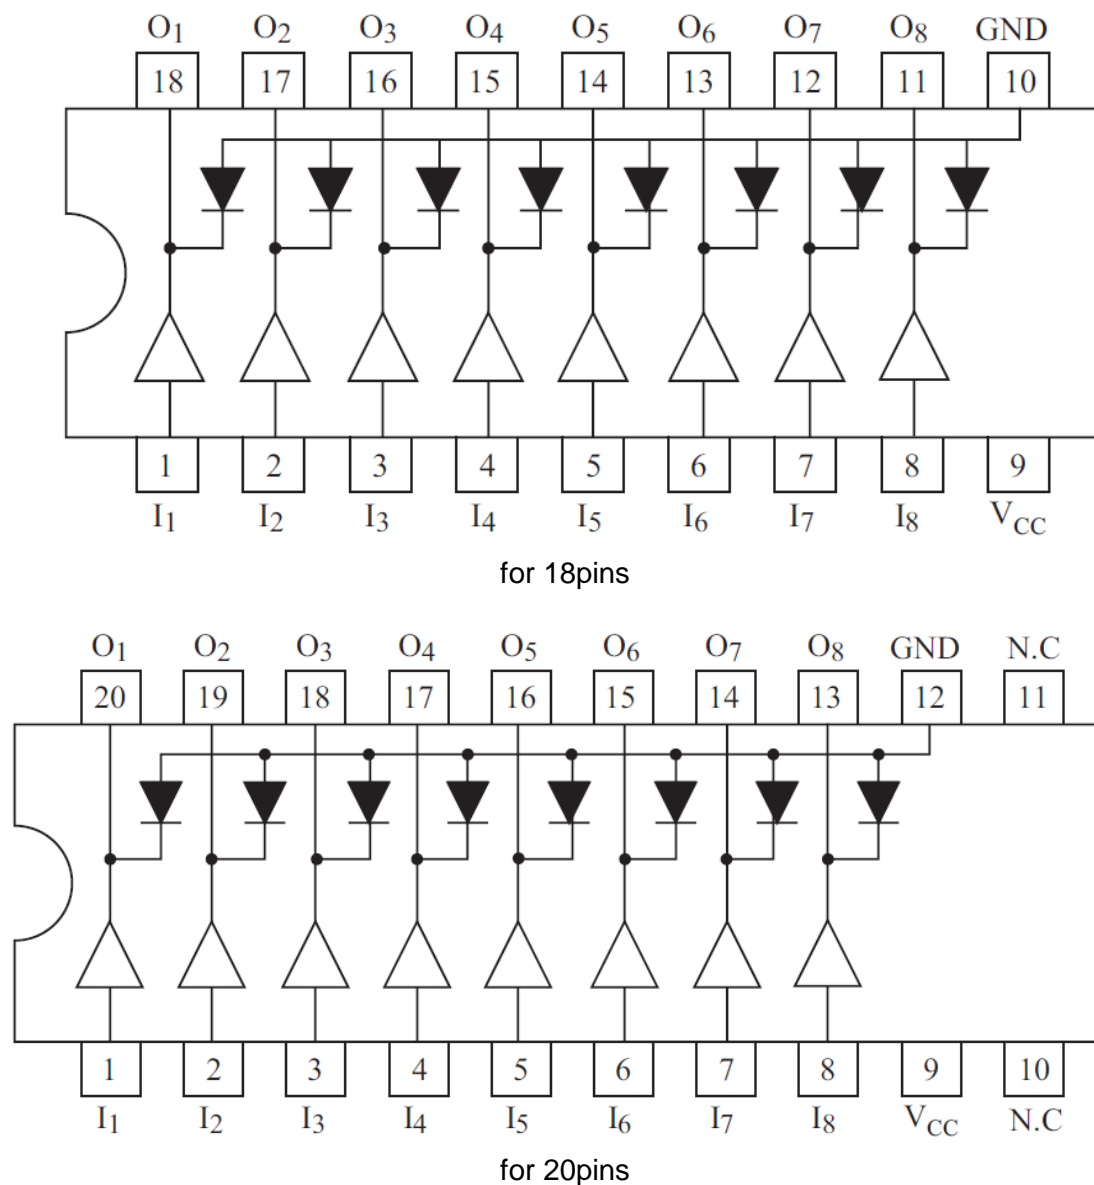 O1 O2 O3 O4 O5 O6 O7 O8 GND
18 17 16 15 14 13 12 11 10
1 2 3 4 5 6 7 8 9
I1 I2 I3 I4 I5 I6 I7 I8 VCC
for 18pins
O1 O2 O3 O4 O5 O6 O7 O8 GND N.C
20 19 18 17 16 15 14 13 12 11
1 2 3 4 5 6 7 8 9 10
I1 I2 I3 I4 I5 I6 I7 I8 VCC N.C
for 20pins